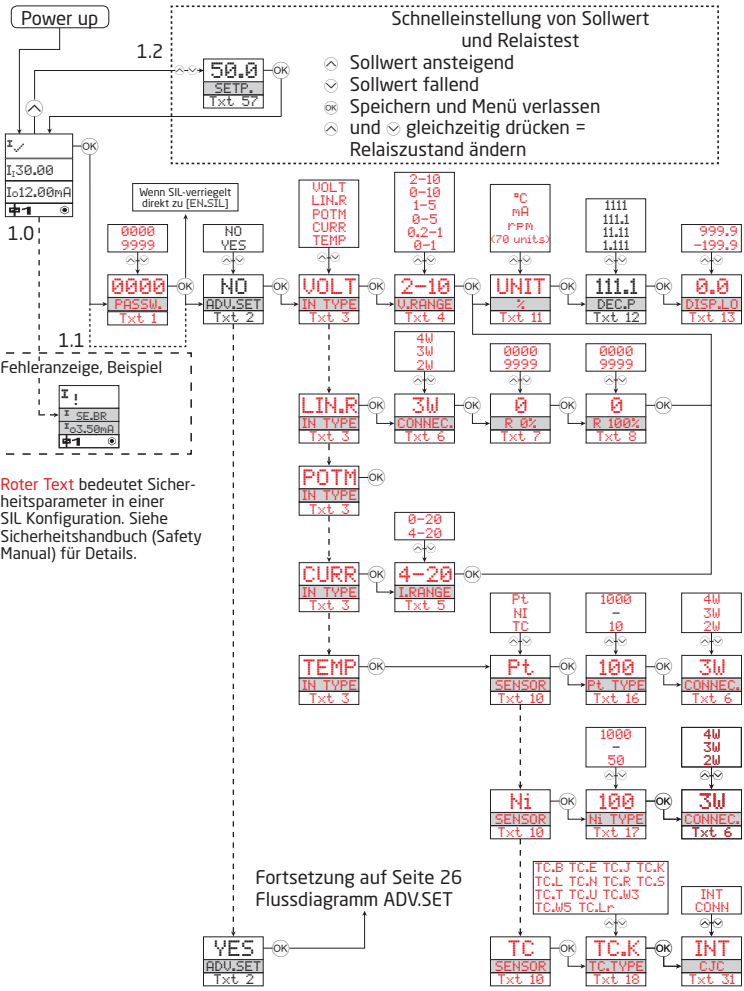 Power up
1.2
50.0
SETP.
Txt 57
OK
Schnelleinstellung von Sollwert
und Relaistest
Sollwert ansteigend
Sollwert fallend
OK Speichern und Menü verlassen
und gleichzeitig drücken =
Relaiszustand ändern
I
I,30.00
Io12.00mA
1
OK
1.0
Wenn SIL-verriegelt
direkt zu [EN.SIL]
0000
9999
0000
PASSW.
Txt 1
OK
NO
YES
NO
ADV.SET
Txt 2
OK
VOLT
LIN.R
POTM
CURR
TEMP
VOLT
IN TYPE
Txt 3
OK
2-10
0-10
1-5
0-5
0.2-1
0-1
2-10
V.RANGE
Txt 4
OK
°C
mA
rpm
(70 units)
UNIT
%
Txt 11
OK
1111
111.1
11.11
1.111
111.1
DEC.P
Txt 12
OK
999.9
-199.9
0.0
DISP.LO
Txt 13
1.1
Fehleranzeige, Beispiel
I !
I SE.BR
Io3.50mA
1
Roter Text bedeutet Sicher-
heitsparameter in einer
SIL Konfiguration. Siehe
Sicherheitshandbuch (Safety
Manual) für Details.
LIN.R
IN TYPE
Txt 3
OK
4W
3W
2W
3W
CONNEC.
Txt 6
OK
0000
9999
0
R 0%
Txt 7
OK
0000
9999
0
R 100%
Txt 8
OK
POTM
IN TYPE
Txt 3
OK
CURR
IN TYPE
Txt 3
OK
0-20
4-20
4-20
I.RANGE
Txt 5
OK
TEMP
IN TYPE
Txt 3
OK
Pt
NI
TC
Pt
SENSOR
Txt 10
OK
1000
-
10
100
Pt TYPE
Txt 16
OK
4W
3W
2W
3W
CONNEC.
Txt 6
Ni
SENSOR
Txt 10
OK
1000
-
50
100
Ni TYPE
Txt 17
OK
4W
3W
2W
3W
CONNEC.
Txt 6
Fortsetzung auf Seite 26
Flussdiagramm ADV.SET
YES
ADV.SET
Txt 2
OK
TC
SENSOR
Txt 10
OK
TC.B TC.E TC.J TC.K
TC.L TC.N TC.R TC.S
TC.T TC.U TC.W3
TC.W5 TC.Lr
TC.K
TC.TYPE
Txt 18
OK
INT
CONN
INT
CJC
Txt 31